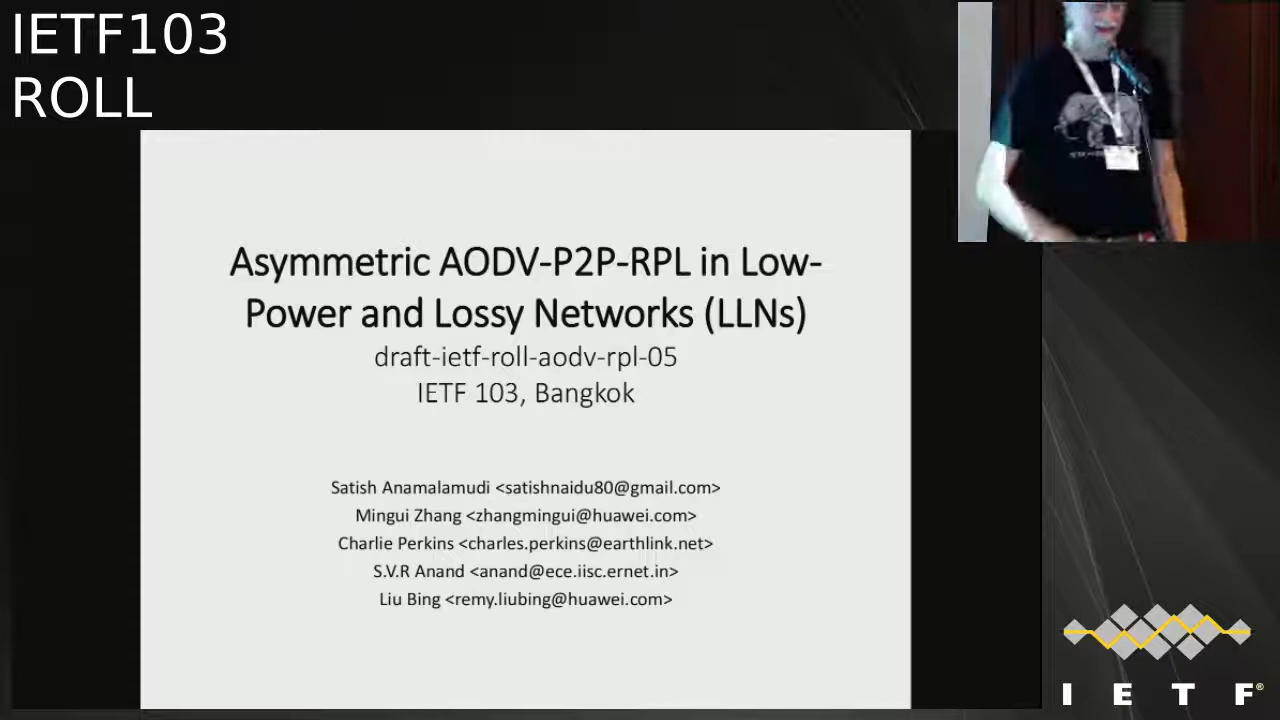 IETF103
ROLL
Asymmetric AODV-P2P-RPL in Low-
Power and Lossy Networks (LLNs)
draft-ietf-roll-aodv-rpl-05
IETF 103, Bangkok
Satish Anamalamudi <satishnaidu80@gmail.com>
Mingui Zhang <zhangmingui@huawei.com>
Charlie Perkins <charles.perkins@earthlink.net>
S.V.R Anand <anand@ece.iisc.ernet.in>
Liu Bing <remy.liubing@huawei.com>
I E T F®